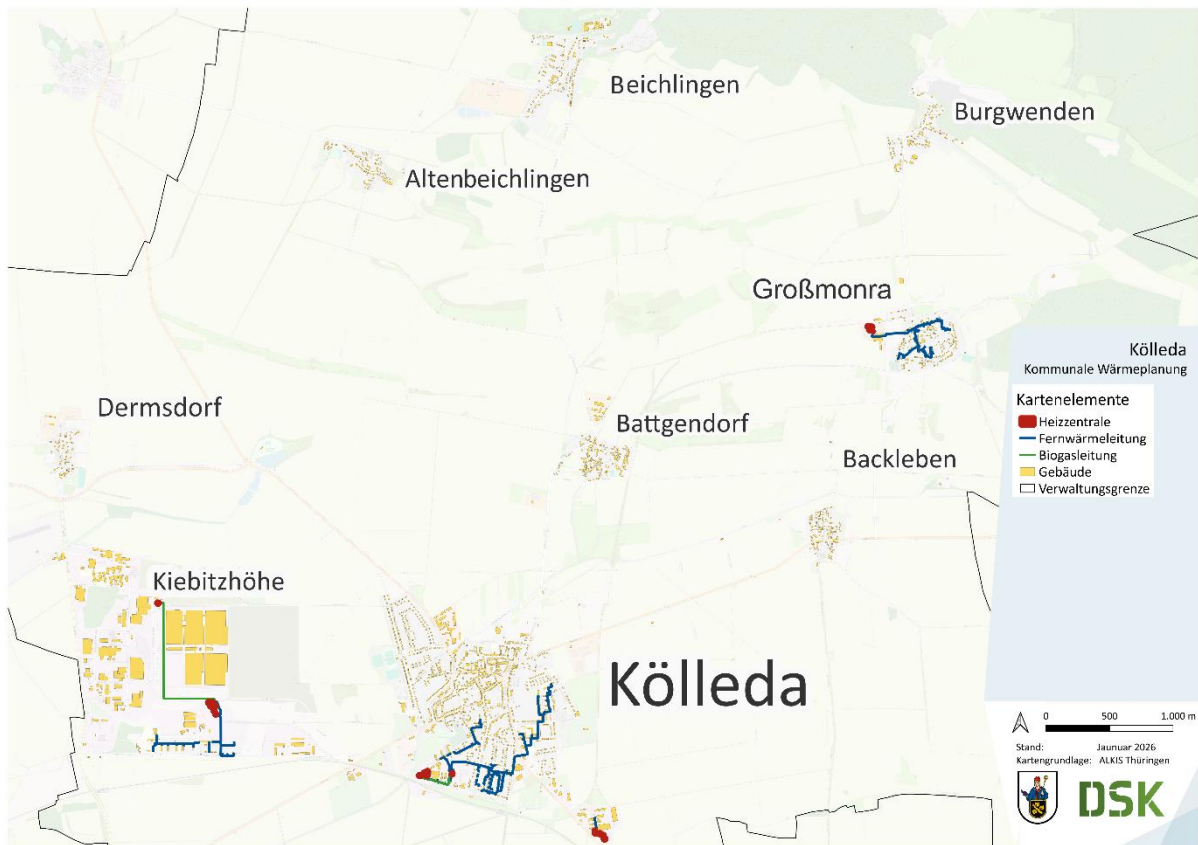 Beichlingen
Burgwenden
Altenbeichlingen
Großmonra
Kölleda
Kommunale Wärmeplanung
Kartenelemente
Heizzentrale
Fernwärmeleitung
Biogasleitung
Gebäude
Verwaltungsgrenze
Dermsdorf
Battgendorf
Backleben
Kiebitzhöhe
Kölleda
0 500 1.000 m
Stand: Jaunuar 2026
Kartengrundlage: ALKIS Thüringen
DSK